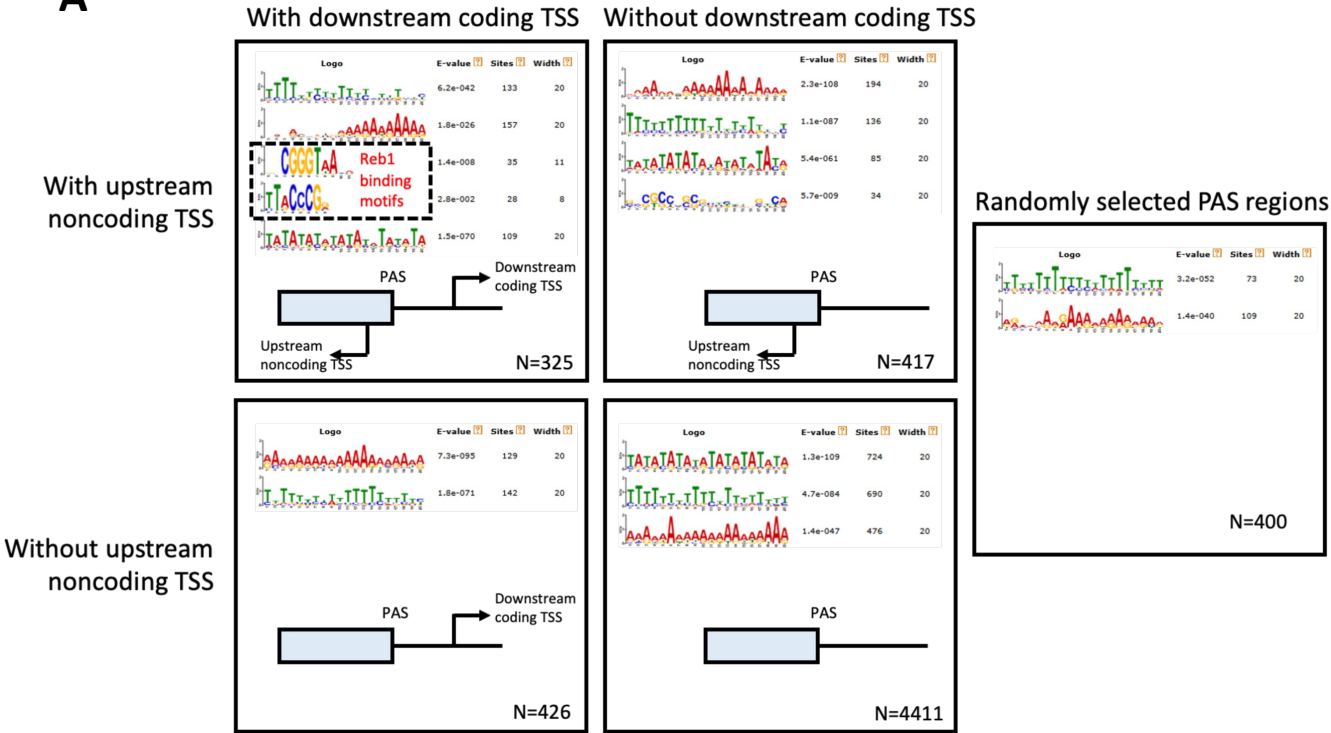 A
With downstream coding TSS
Without downstream coding TSS
With upstream
noncoding TSS
Logo E-value ? Sites ? Width ?
6.2e-042 133 20
1.8e-026 157 20
CGGGTAA 1.4e-008 35 11
TTACCCG 2.8e-002 28 8
Reb1
binding
motifs
TATATATATATATATATATA 1.5e-070 109 20
PAS
Downstream
coding TSS
Upstream
noncoding TSS
N=325
Logo E-value ? Sites ? Width ?
2.3e-108 194 20
1.1e-087 136 20
5.4e-061 85 20
5.7e-009 34 20
PAS
Upstream
noncoding TSS
N=417
Randomly selected PAS regions
Logo E-value ? Sites ? Width ?
3.2e-052 73 20
1.4e-040 109 20
N=400
Without upstream
noncoding TSS
Logo E-value ? Sites ? Width ?
7.3e-095 129 20
1.8e-071 142 20
PAS
Downstream
coding TSS
N=426
Logo E-value ? Sites ? Width ?
1.3e-109 724 20
4.7e-084 690 20
1.4e-047 476 20
PAS
N=4411